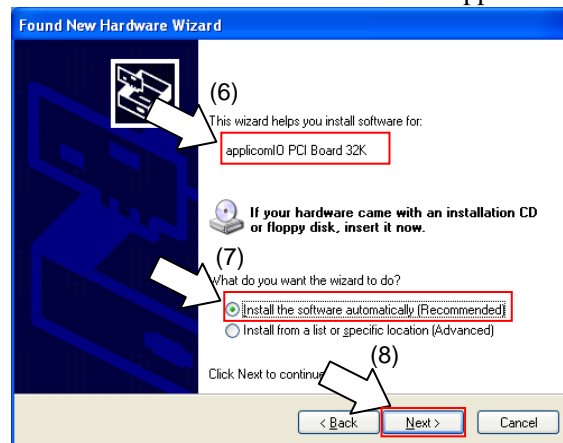 Found New Hardware Wizard
(6)
This wizard helps you install software for:
applicomIO PCI Board 32K
If your hardware came with an installation CD
or floppy disk, insert it now.
(7)
What do you want the wizard to do?
Install the software automatically (Recommended)
Install from a list or specific location (Advanced)
(8)
Click Next to continue
< Back Next > Cancel